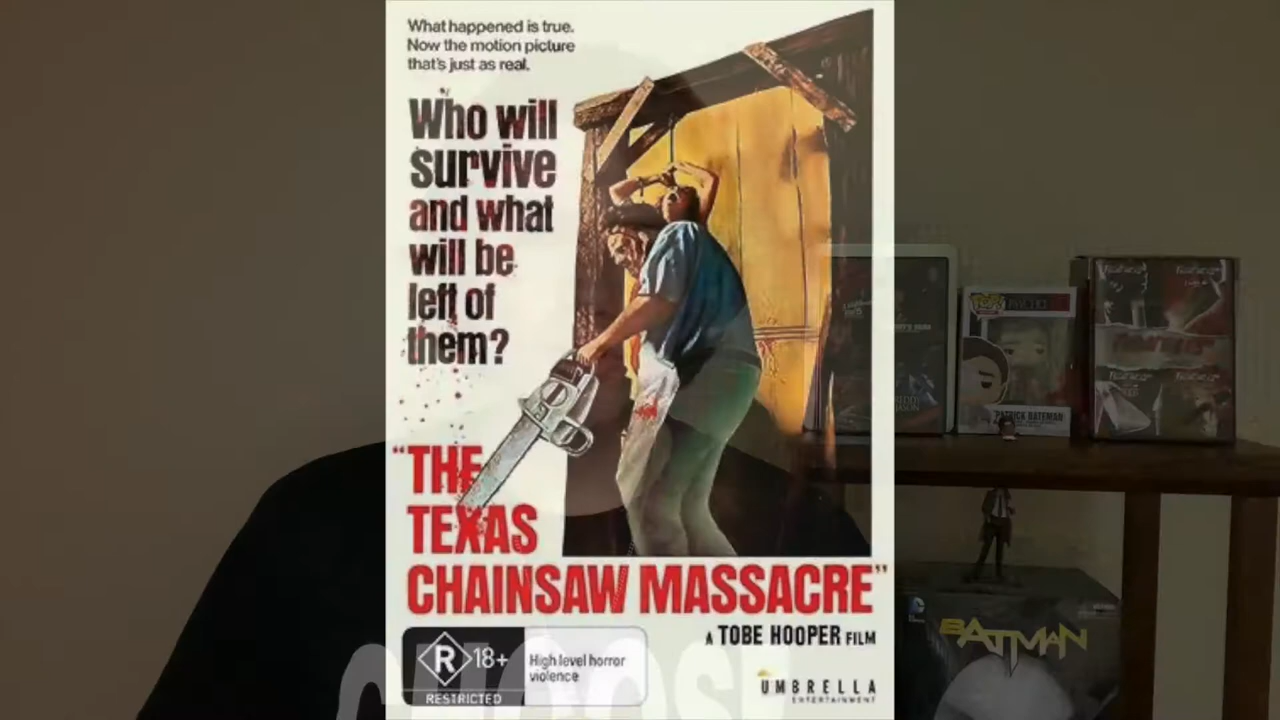 What happened is true.
Now the motion picture
that's just as real.
Who will
survive
and what
will be
left of
them?
"THE
TEXAS
CHAINSAW MASSACRE"
A TOBE HOOPER FILM
R 18+
High level horror
violence
RESTRICTED
UMBRELLA
ENTERTAINMENT
POP!
PATRICK BATEMAN
JASON
BATMAN